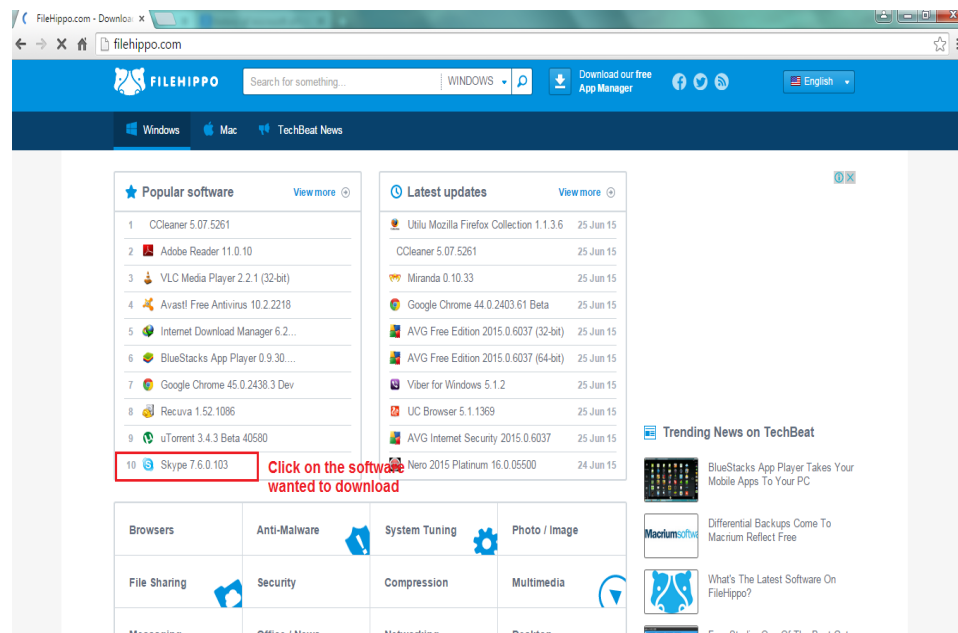 FileHippo.com - Downloa
filehippo.com
FILEHIPPO
Search for something...
WINDOWS
Download our free
App Manager
English
Windows
Mac
TechBeat News
Popular software
View more
1 CCleaner 5.07.5261
2 Adobe Reader 11.0.10
3 VLC Media Player 2.2.1 (32-bit)
4 Avast! Free Antivirus 10.2.2218
5 Internet Download Manager 6.2...
6 BlueStacks App Player 0.9.30....
7 Google Chrome 45.0.2438.3 Dev
8 Recuva 1.52.1086
9 uTorrent 3.4.3 Beta 40580
10 Skype 7.6.0.103
Click on the software
wanted to download
Latest updates
View more
Utilu Mozilla Firefox Collection 1.1.3.6 25 Jun 15
CCleaner 5.07.5261 25 Jun 15
Miranda 0.10.33 25 Jun 15
Google Chrome 44.0.2403.61 Beta 25 Jun 15
AVG Free Edition 2015.0.6037 (32-bit) 25 Jun 15
AVG Free Edition 2015.0.6037 (64-bit) 25 Jun 15
Viber for Windows 5.1.2 25 Jun 15
UC Browser 5.1.1369 25 Jun 15
AVG Internet Security 2015.0.6037 25 Jun 15
Nero 2015 Platinum 16.0.05500 24 Jun 15
Trending News on TechBeat
BlueStacks App Player Takes Your
Mobile Apps To Your PC
Macriumsoftwa
Differential Backups Come To
Macrium Reflect Free
What's The Latest Software On
FileHippo?
Browsers
Anti-Malware
System Tuning
Photo / Image
File Sharing
Security
Compression
Multimedia